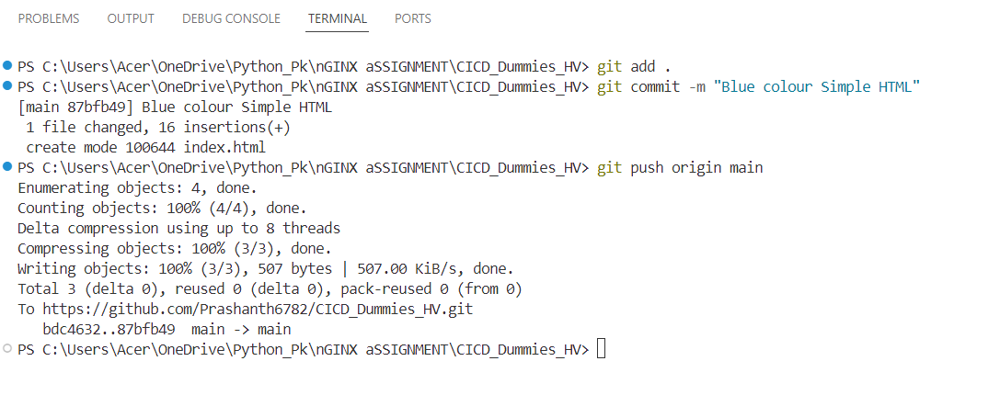 PROBLEMS OUTPUT DEBUG CONSOLE TERMINAL PORTS
PS C:\Users\Acer\OneDrive\Python_Pk\nGINX aSSIGNMENT\CICD_Dummies_HV> git add .
PS C:\Users\Acer\OneDrive\Python_Pk\nGINX aSSIGNMENT\CICD_Dummies_HV> git commit -m "Blue colour Simple HTML"
[main 87bfb49] Blue colour Simple HTML
 1 file changed, 16 insertions(+)
 create mode 100644 index.html
PS C:\Users\Acer\OneDrive\Python_Pk\nGINX aSSIGNMENT\CICD_Dummies_HV> git push origin main
Enumerating objects: 4, done.
Counting objects: 100% (4/4), done.
Delta compression using up to 8 threads
Compressing objects: 100% (3/3), done.
Writing objects: 100% (3/3), 507 bytes | 507.00 KiB/s, done.
Total 3 (delta 0), reused 0 (delta 0), pack-reused 0 (from 0)
To https://github.com/Prashanth6782/CICD_Dummies_HV.git
   bdc4632..87bfb49  main -> main
PS C:\Users\Acer\OneDrive\Python_Pk\nGINX aSSIGNMENT\CICD_Dummies_HV>